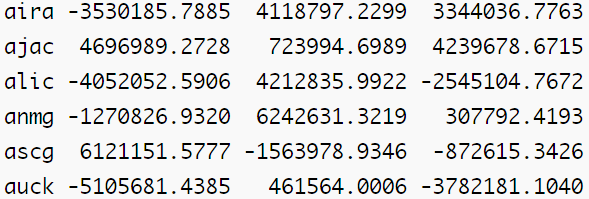 aira -3530185.7885  4118797.2299  3344036.7763
ajac  4696989.2728   723994.6989  4239678.6715
alic -4052052.5906  4212835.9922 -2545104.7672
anmg -1270826.9320  6242631.3219   307792.4193
ascg  6121151.5777 -1563978.9346  -872615.3426
auck -5105681.4385   461564.0006 -3782181.1040